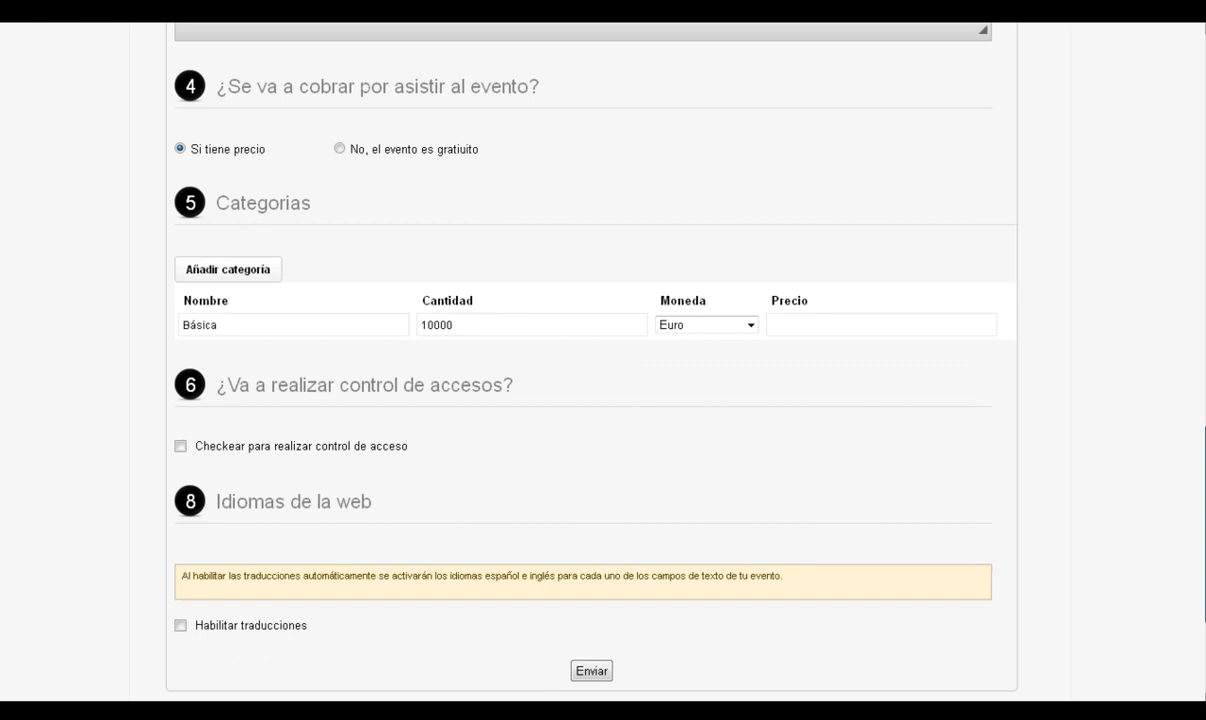 4 ¿Se va a cobrar por asistir al evento?
Si tiene precio No, el evento es gratiuito
5 Categorias
Añadir categoría
Nombre Cantidad Moneda Precio
Básica 10000 Euro
6 ¿Va a realizar control de accesos?
Checkear para realizar control de acceso
8 Idiomas de la web
Al habilitar las traducciones automáticamente se activarán los idiomas español e inglés para cada uno de los campos de texto de tu evento.
Habilitar traducciones
Enviar